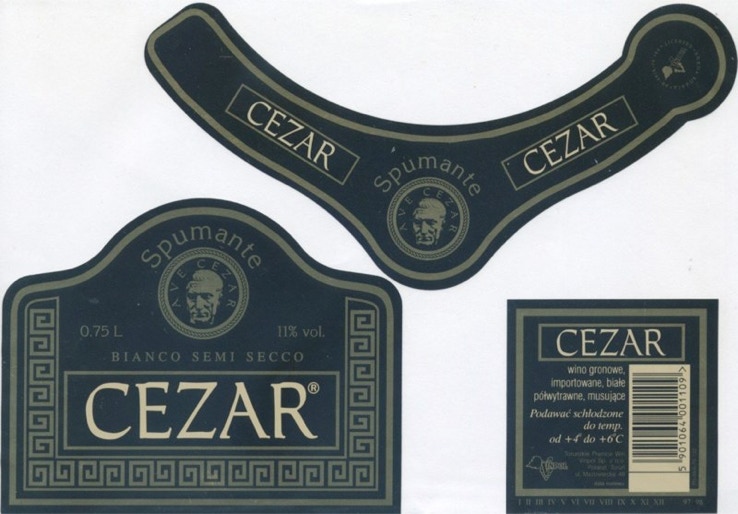 CEZAR
Spumante
AVE CEZAR
CEZAR
Spumante
AVE CEZAR
0.75 L
11% vol.
BIANCO SEMI SECCO
CEZAR®
CEZAR
wino gronowe,
importowane, białe
półwytrawne, musujące
Podawać schłodzone
do temp.
od +4° do +6°C
5 901064 001109 >
I II III IV V VI VII VIII IX X XI XII 97 98